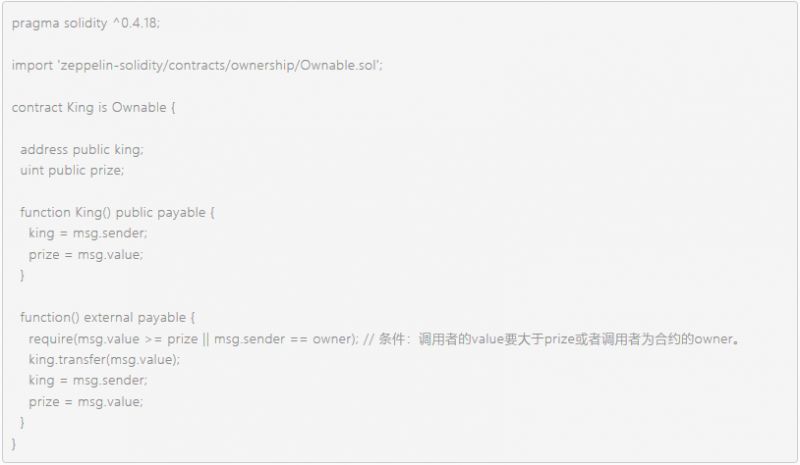 pragma solidity ^0.4.18;
import 'zeppelin-solidity/contracts/ownership/Ownable.sol';
contract King is Ownable {
address public king;
uint public prize;
function King() public payable {
king = msg.sender;
prize = msg.value;
}
function() external payable {
require(msg.value >= prize || msg.sender == owner); // 条件：调用者的value要大于prize或者调用者为合约的owner。
king.transfer(msg.value);
king = msg.sender;
prize = msg.value;
}
}